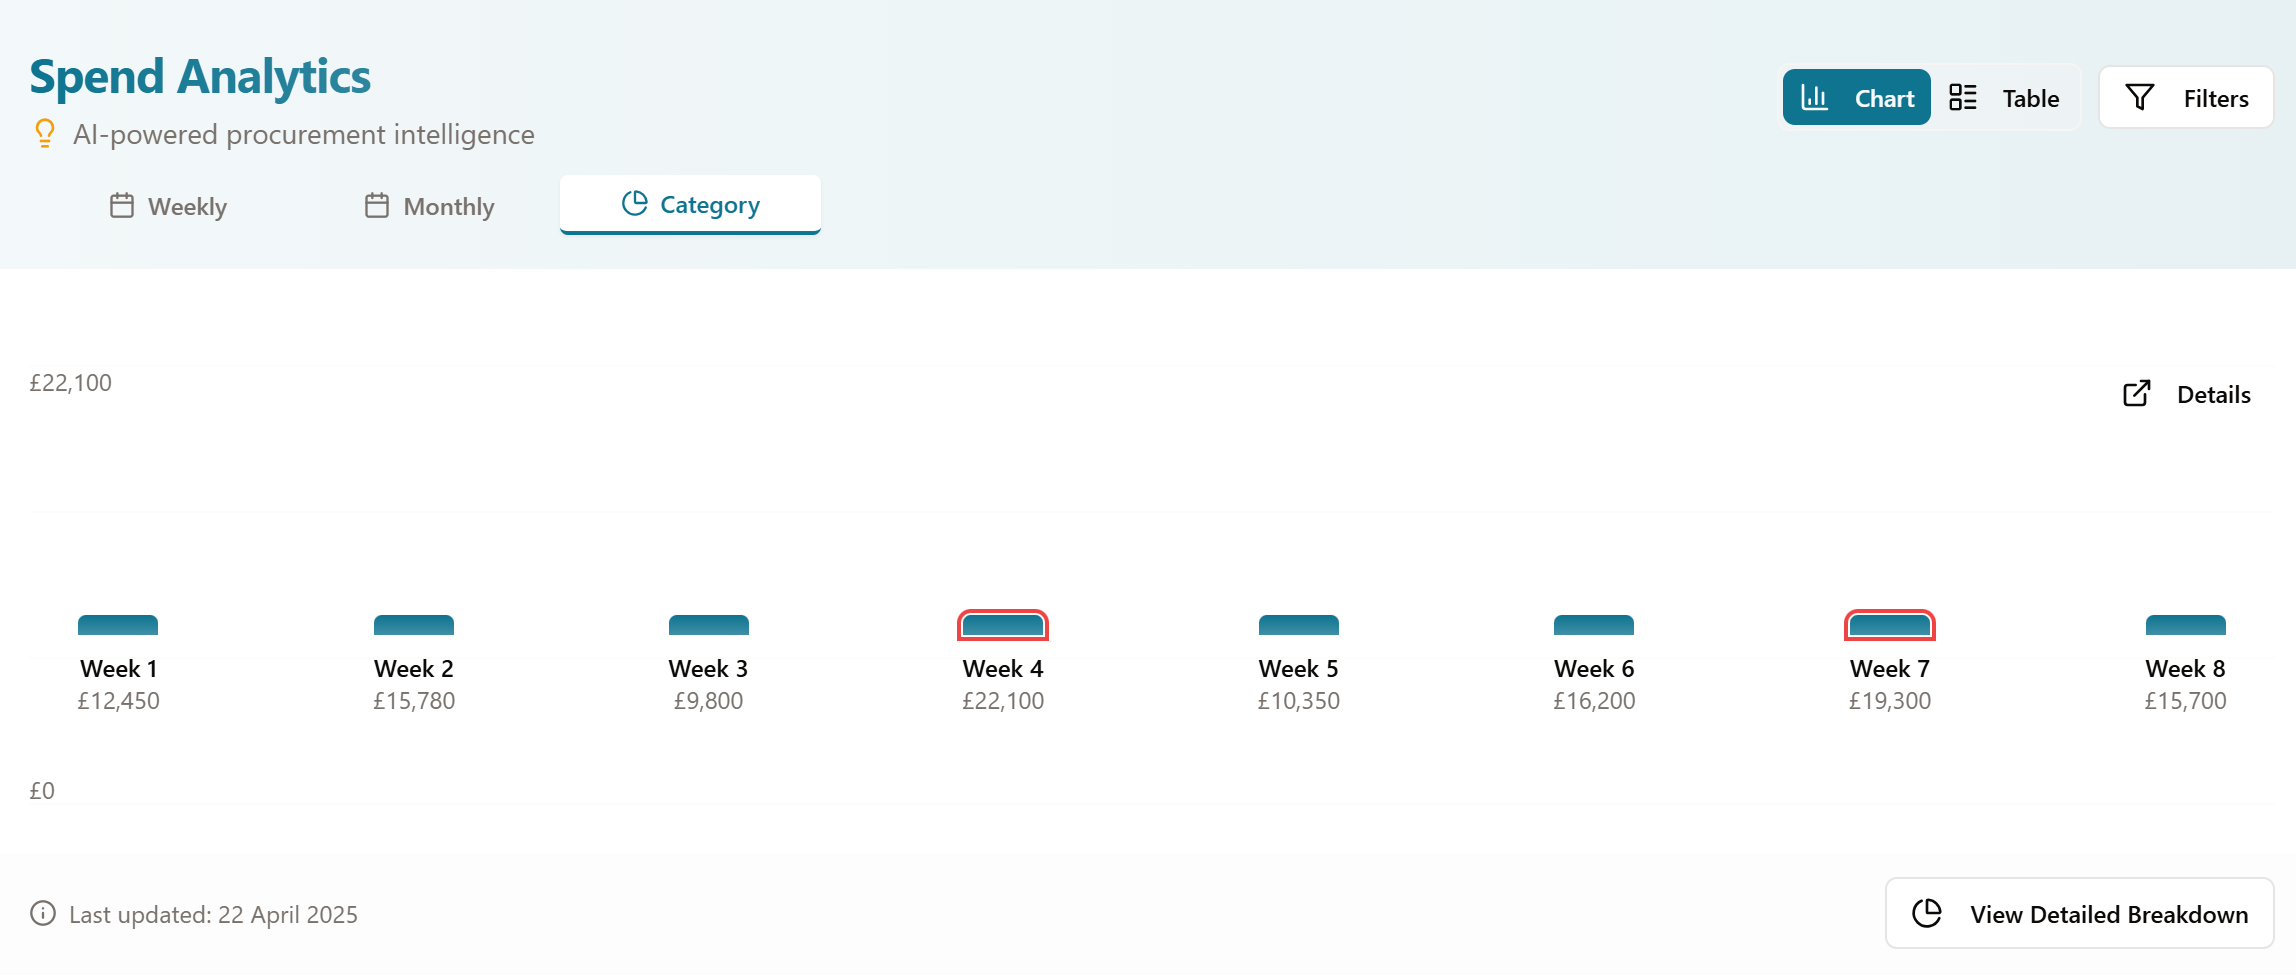 Spend Analytics
AI-powered procurement intelligence
Chart
Table
Filters
Weekly
Monthly
Category
£22,100
Details
Week 1
£12,450
Week 2
£15,780
Week 3
£9,800
Week 4
£22,100
Week 5
£10,350
Week 6
£16,200
Week 7
£19,300
Week 8
£15,700
£0
Last updated: 22 April 2025
View Detailed Breakdown